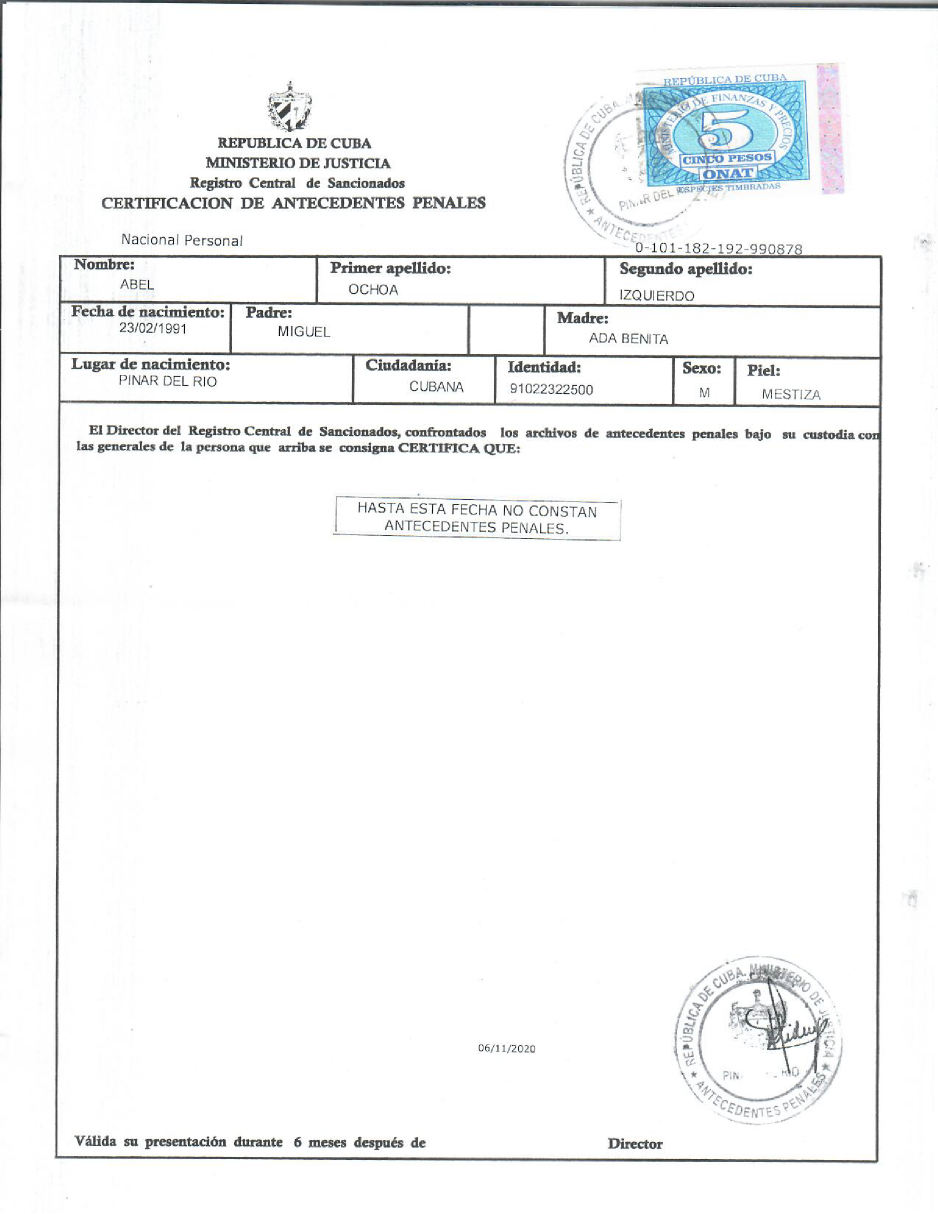 REPUBLICA DE CUBA
MINISTERIO DE JUSTICIA
Registro Central de Sancionados
CERTIFICACION DE ANTECEDENTES PENALES
REPÚBLICA DE CUBA
MINISTERIO DE FINANZAS Y PRECIOS
5
CINCO PESOS
ONAT
ESPECIES TIMBRADAS
REPÚBLICA DE CUBA
PINAR DEL
ANTECEDENTES
Nacional Personal
0-101-182-192-990878
Nombre: Primer apellido: Segundo apellido:
ABEL OCHOA IZQUIERDO
Fecha de nacimiento: Padre: Madre:
23/02/1991 MIGUEL ADA BENITA
Lugar de nacimiento: Ciudadanía: Identidad: Sexo: Piel:
PINAR DEL RIO CUBANA 91022322500 M MESTIZA
El Director del Registro Central de Sancionados, confrontados los archivos de antecedentes penales bajo su custodia con
las generales de la persona que arriba se consigna CERTIFICA QUE:
HASTA ESTA FECHA NO CONSTAN
ANTECEDENTES PENALES.
REPÚBLICA DE CUBA. MINISTERIO DE JUSTICIA
RIO
ANTECEDENTES PENALES
06/11/2020
Válida su presentación durante 6 meses después de Director